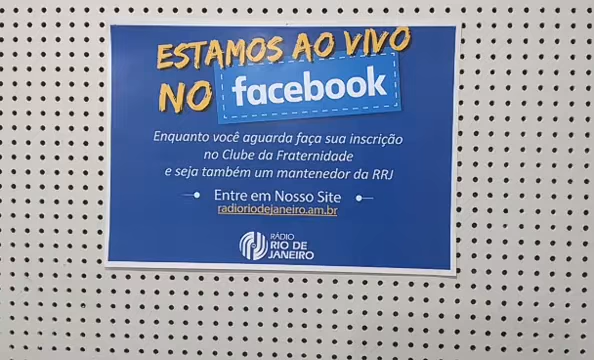 ESTAMOS AO VIVO
NO facebook
Enquanto você aguarda faça sua inscrição
no Clube da Fraternidade
e seja também um mantenedor da RRJ
Entre em Nosso Site
radioriodejaneiro.am.br
RÁDIO
RIO DE
JANEIRO